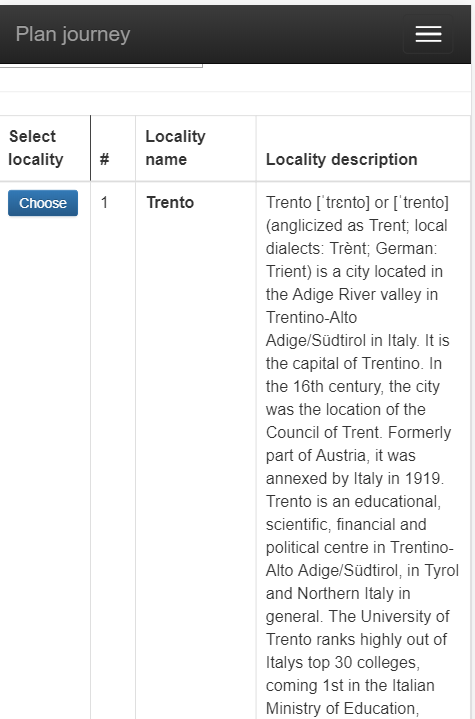 Plan journey
Select locality
#
Locality name
Locality description
Choose
1
Trento
Trento [ˈtrɛnto] or [ˈtrento]
(anglicized as Trent; local
dialects: Trènt; German:
Trient) is a city located in
the Adige River valley in
Trentino-Alto
Adige/Südtirol in Italy. It is
the capital of Trentino. In
the 16th century, the city
was the location of the
Council of Trent. Formerly
part of Austria, it was
annexed by Italy in 1919.
Trento is an educational,
scientific, financial and
political centre in Trentino-
Alto Adige/Südtirol, in Tyrol
and Northern Italy in
general. The University of
Trento ranks highly out of
Italys top 30 colleges,
coming 1st in the Italian
Ministry of Education,